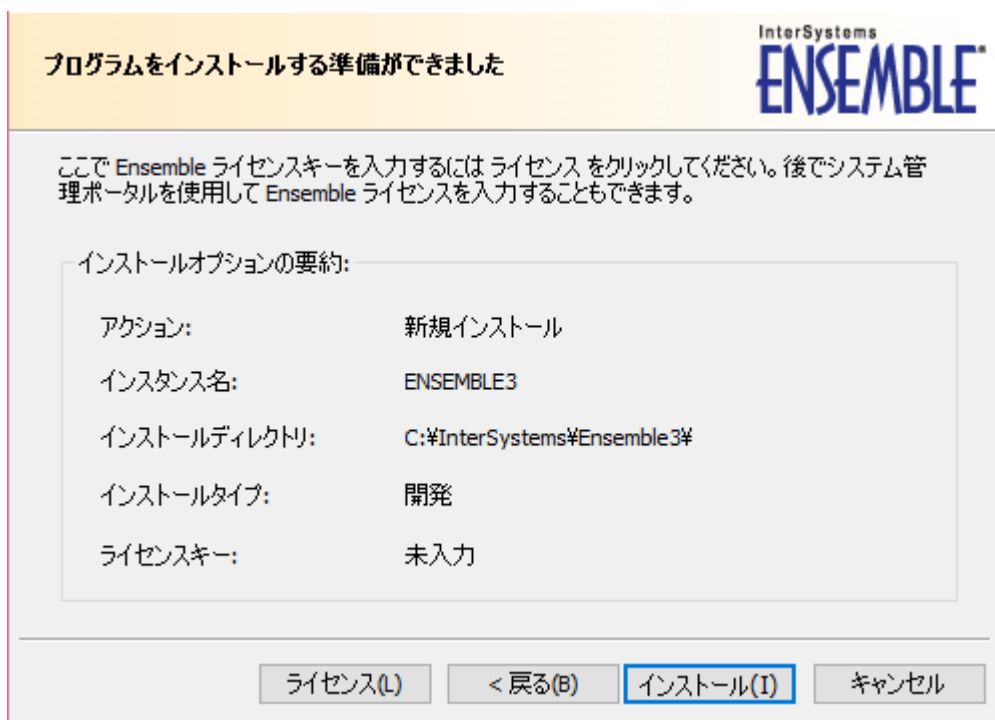 プログラムをインストールする準備ができました
InterSystems
ENSEMBLE
ここで Ensemble ライセンスキーを入力するには ライセンス をクリックしてください。後でシステム管
理ポータルを使用して Ensemble ライセンスを入力することもできます。
インストールオプションの要約:
アクション: 新規インストール
インスタンス名: ENSEMBLE3
インストールディレクトリ: C:¥InterSystems¥Ensemble3¥
インストールタイプ: 開発
ライセンスキー: 未入力
ライセンス(L) < 戻る(B) インストール(I) キャンセル